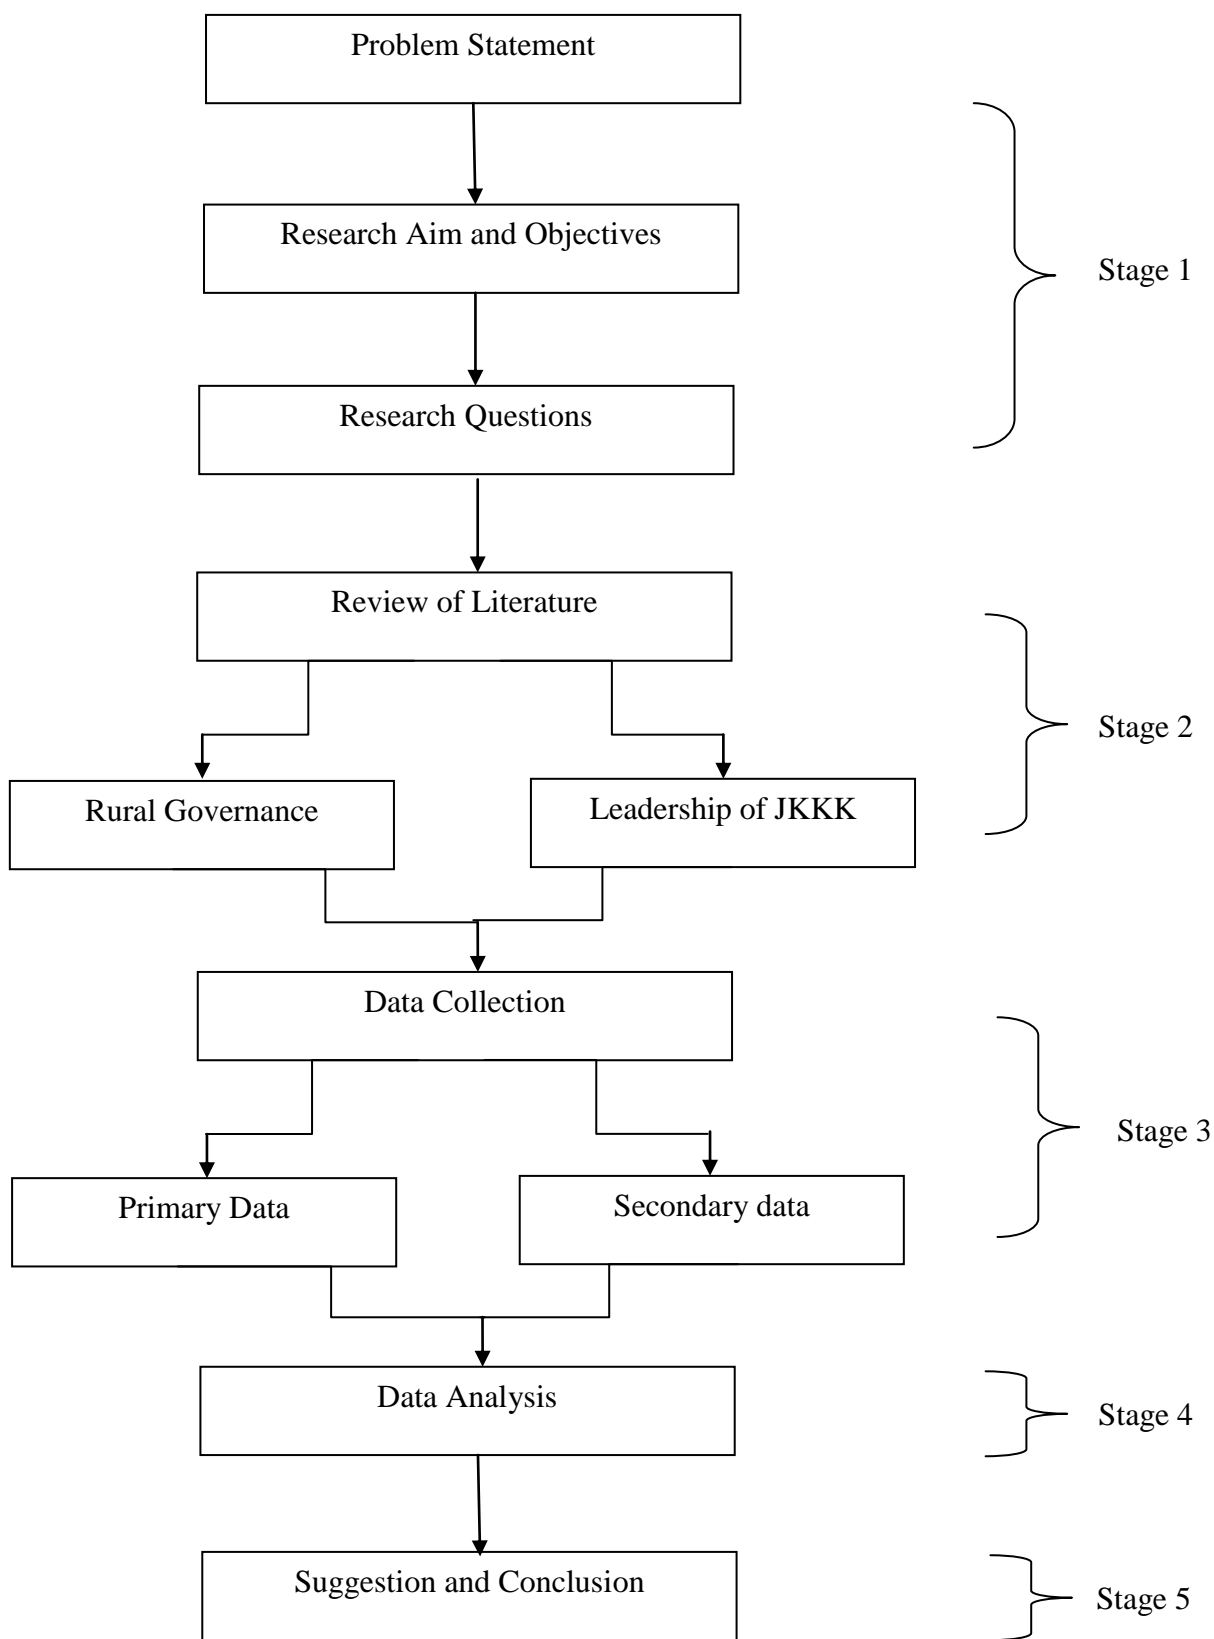 Problem Statement
Research Aim and Objectives
Stage 1
Research Questions
Review of Literature
Stage 2
Rural Governance
Leadership of JKKK
Data Collection
Stage 3
Primary Data
Secondary data
Data Analysis
Stage 4
Suggestion and Conclusion
Stage 5